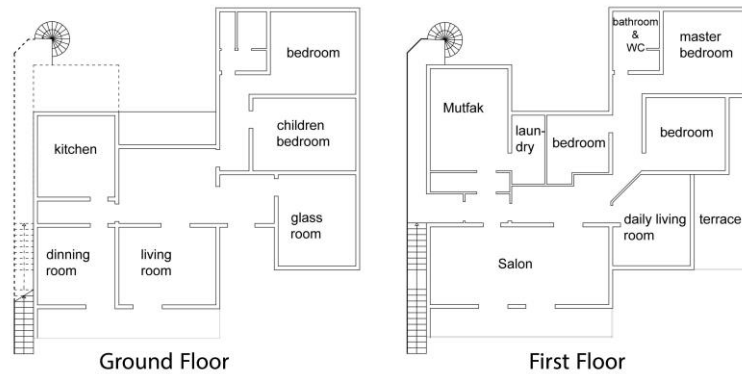 bedroom
children
bedroom
kitchen
glass
room
dinning
room
living
room
Ground Floor
bathroom
&
WC
master
bedroom
Mutfak
laun-
dry
bedroom
bedroom
daily living
room
terrace
Salon
First Floor